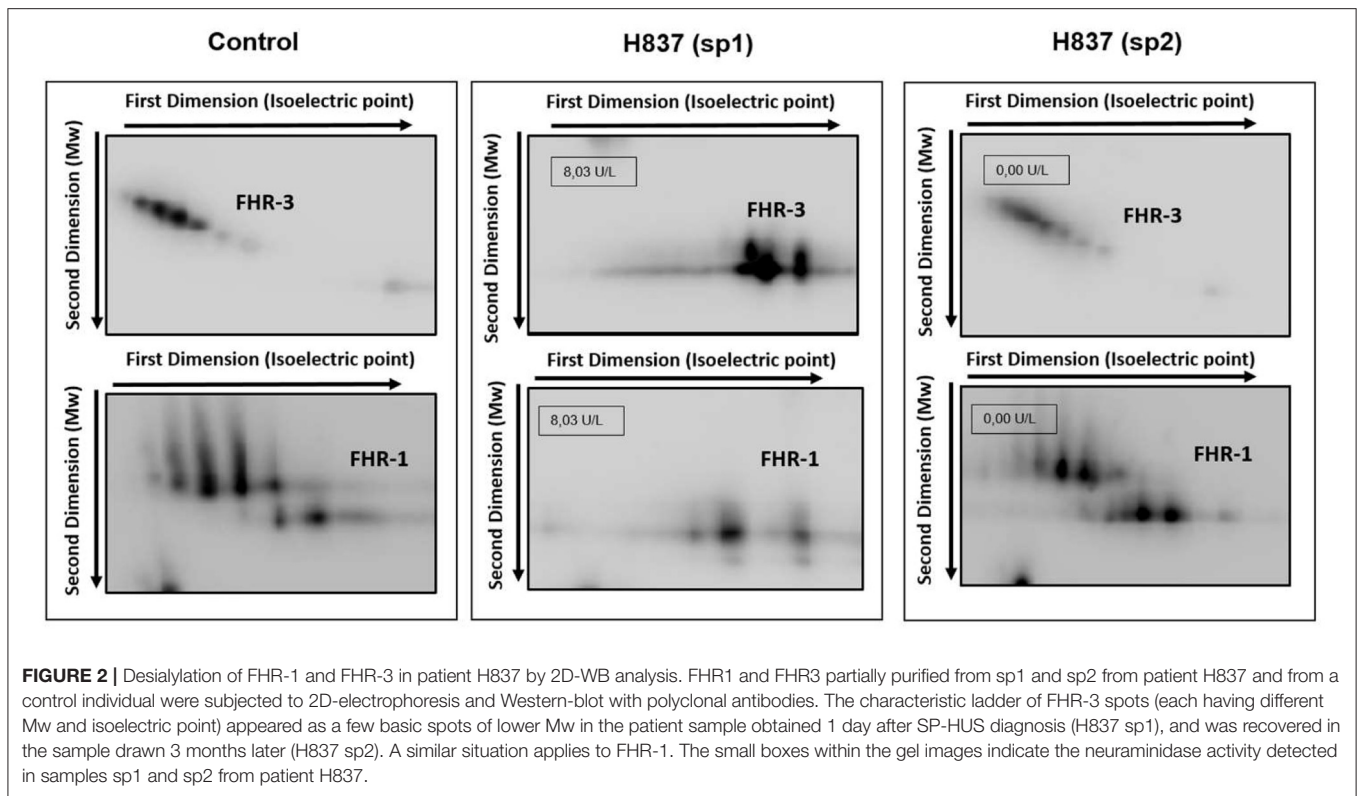 Control
H837 (sp1)
H837 (sp2)
First Dimension (Isoelectric point)
Second Dimension (Mw)
FHR-3
First Dimension (Isoelectric point)
Second Dimension (Mw)
8,03 U/L
FHR-3
First Dimension (Isoelectric point)
Second Dimension (Mw)
0,00 U/L
FHR-3
First Dimension (Isoelectric point)
Second Dimension (Mw)
FHR-1
First Dimension (Isoelectric point)
Second Dimension (Mw)
8,03 U/L
FHR-1
First Dimension (Isoelectric point)
Second Dimension (Mw)
0,00 U/L
FHR-1
FIGURE 2 | Desialylation of FHR-1 and FHR-3 in patient H837 by 2D-WB analysis. FHR1 and FHR3 partially purified from sp1 and sp2 from patient H837 and from a
control individual were subjected to 2D-electrophoresis and Western-blot with polyclonal antibodies. The characteristic ladder of FHR-3 spots (each having different
Mw and isoelectric point) appeared as a few basic spots of lower Mw in the patient sample obtained 1 day after SP-HUS diagnosis (H837 sp1), and was recovered in
the sample drawn 3 months later (H837 sp2). A similar situation applies to FHR-1. The small boxes within the gel images indicate the neuraminidase activity detected
in samples sp1 and sp2 from patient H837.